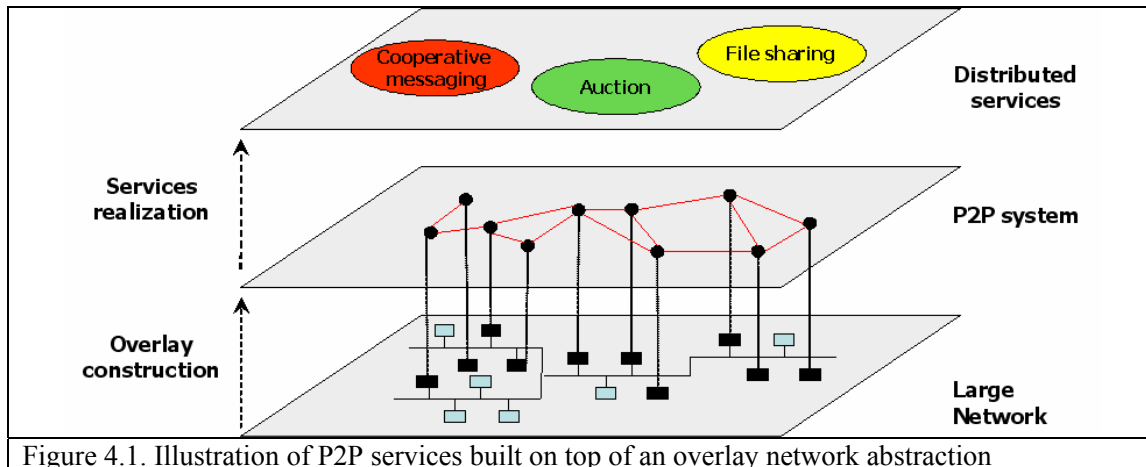 Cooperative
messaging
File sharing
Auction
Distributed
services
Services
realization
P2P system
Overlay
construction
Large
Network
Figure 4.1. Illustration of P2P services built on top of an overlay network abstraction